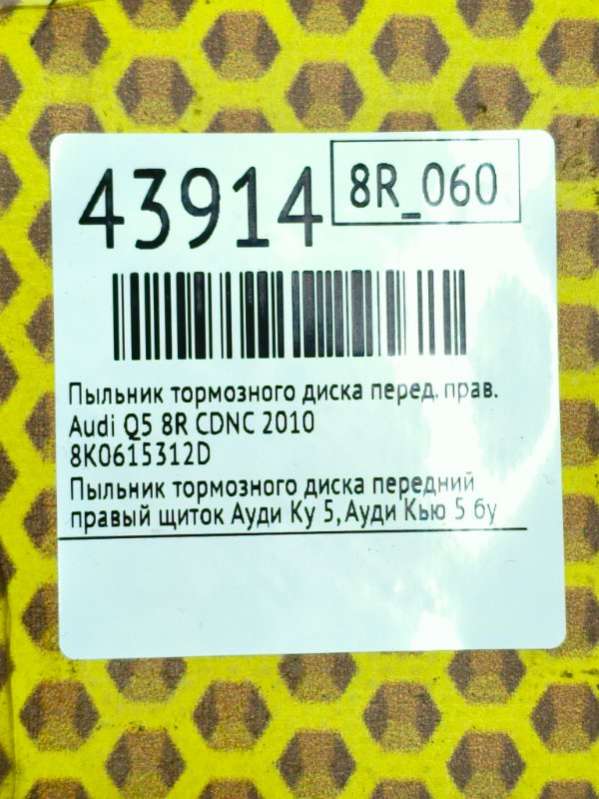 43914
8R_060
Пыльник тормозного диска перед. прав.
Audi Q5 8R CDNC 2010
8K0615312D
Пыльник тормозного диска передний
правый щиток Ауди Ку 5, Ауди Кью 5 бу